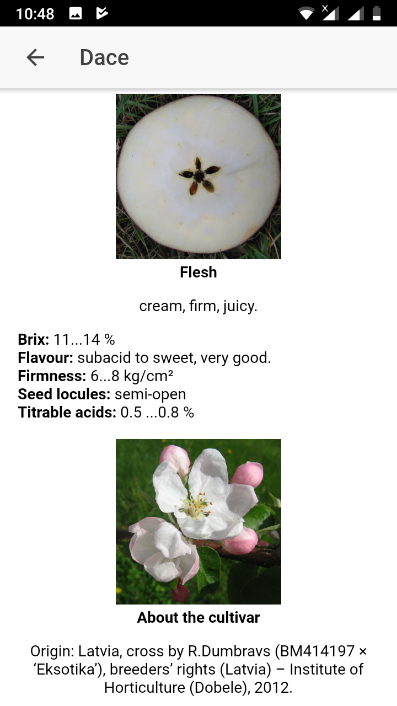 10:48
x
Dace
Flesh
cream, firm, juicy.
Brix: 11...14 %
Flavour: subacid to sweet, very good.
Firmness: 6...8 kg/cm²
Seed locules: semi-open
Titrable acids: 0.5 ...0.8 %
About the cultivar
Origin: Latvia, cross by R.Dumbravs (BM414197 ×
‘Eksotika’), breeders’ rights (Latvia) – Institute of
Horticulture (Dobele), 2012.